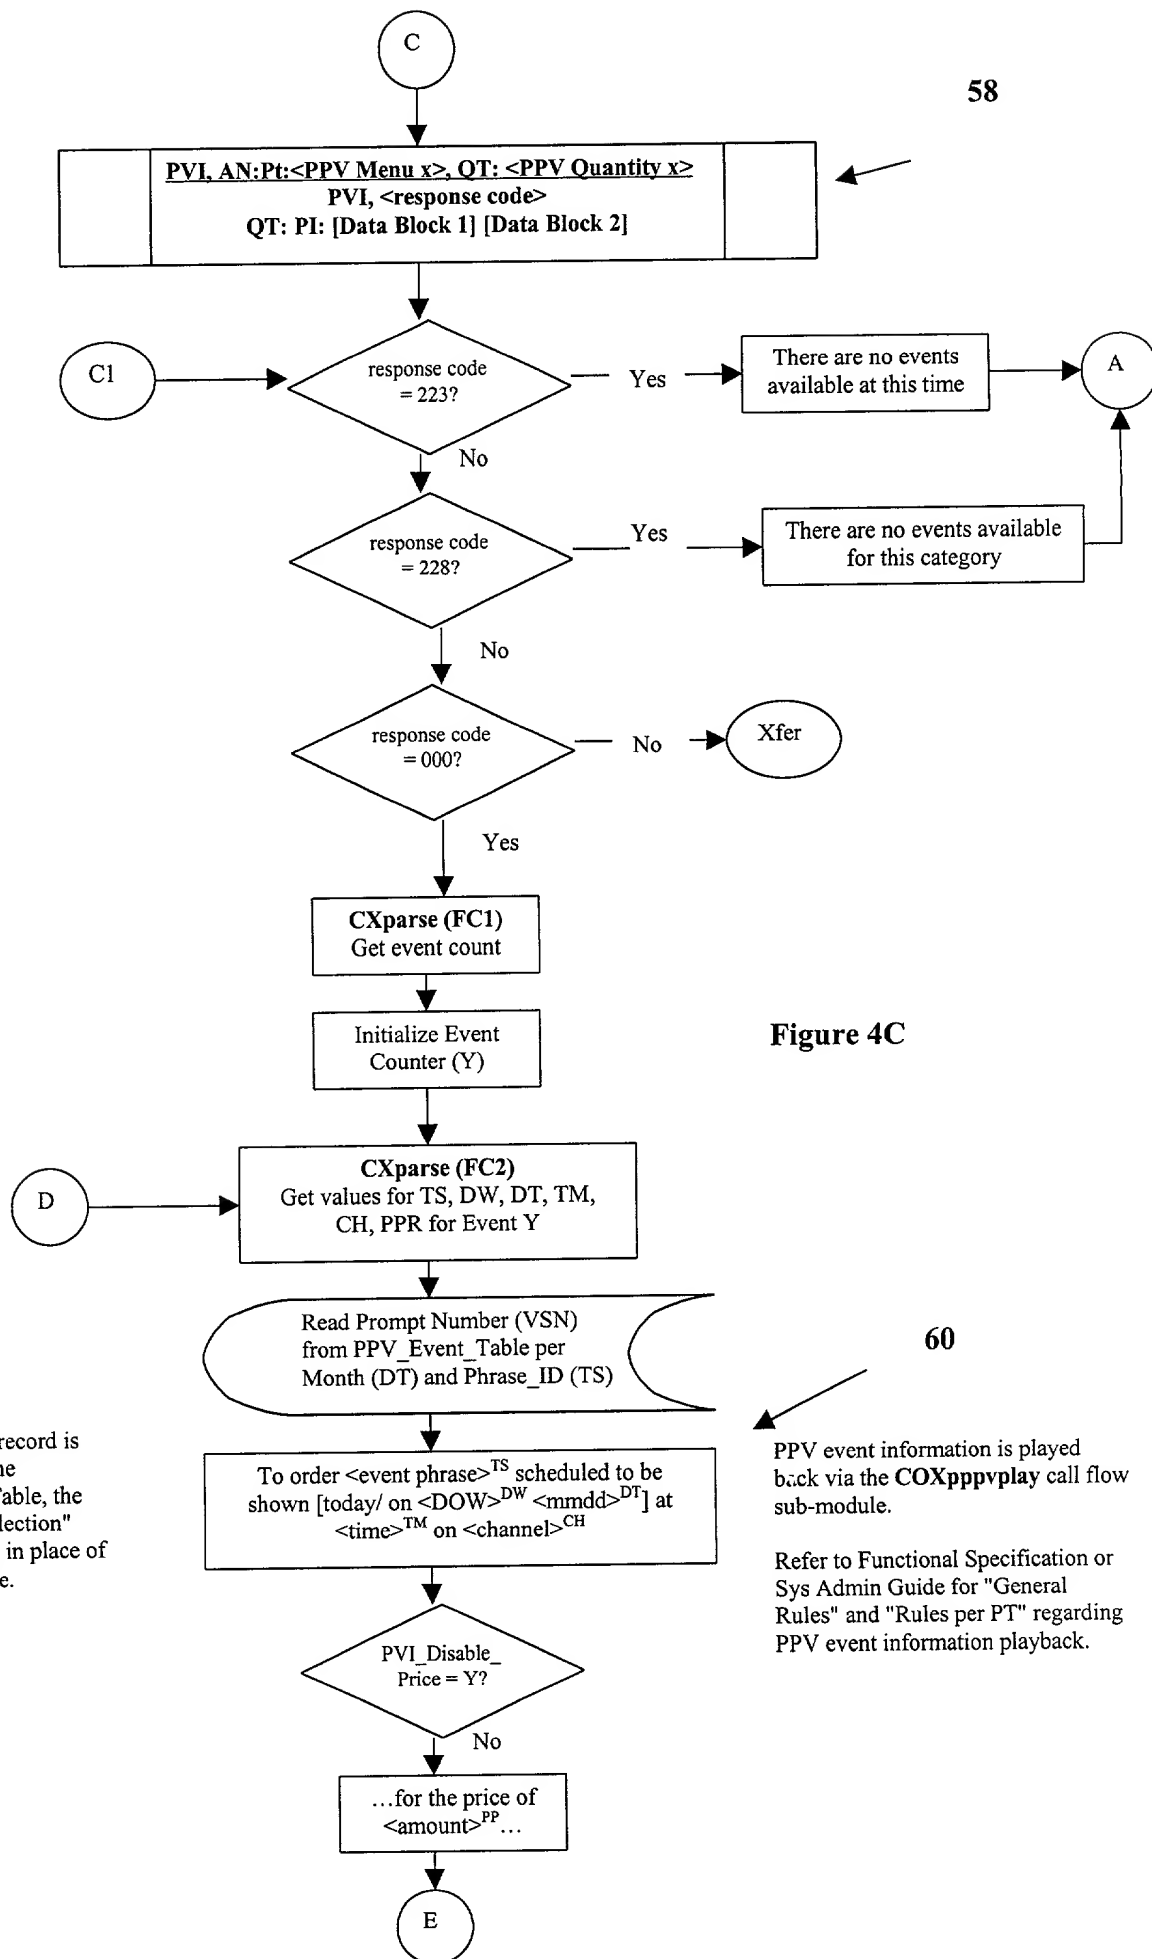 C
58
PVI, AN:Pt:<PPV Menu x>, QT: <PPV Quantity x>
PVI, <response code>
QT: PI: [Data Block 1] [Data Block 2]
C1
response code
= 223?
Yes
There are no events
available at this time
A
No
response code
= 228?
Yes
There are no events available
for this category
No
response code
= 000?
No
Xfer
Yes
CXparse (FC1)
Get event count
Initialize Event
Counter (Y)
Figure 4C
D
CXparse (FC2)
Get values for TS, DW, DT, TM,
CH, PPR for Event Y
Read Prompt Number (VSN)
from PPV_Event_Table per
Month (DT) and Phrase_ID (TS)
60
record is
ne
Table, the
lection"
in place of
e.
To order <event phrase>TS scheduled to be
shown [today/ on <DOW>DW <mmdd>DT] at
<time>TM on <channel>CH
PPV event information is played
back via the COXpppvplay call flow
sub-module.
Refer to Functional Specification or
Sys Admin Guide for "General
Rules" and "Rules per PT" regarding
PPV event information playback.
PVI_Disable_
Price = Y?
No
…for the price of
<amount>PP…
E